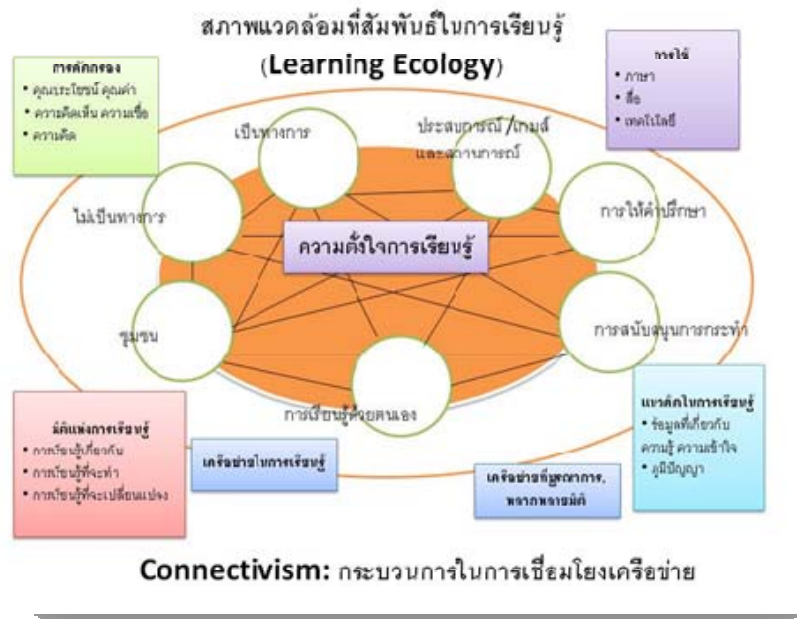 สภาพแวดล้อมที่สัมพันธ์ในการเรียนรู้
(Learning Ecology)
การคัดกรอง
• คุณประโยชน์ คุณค่า
• ความคิดเห็น ความเชื่อ
• ความคิด
การใช้
• ภาษา
• สื่อ
• เทคโนโลยี
เป็นทางการ
ประสบการณ์ /เกมส์
และสถานการณ์
ไม่เป็นทางการ
การให้คำปรึกษา
ความตั้งใจการเรียนรู้
ชุมชน
การสนับสนุนการกระทำ
การเรียนรู้ด้วยตนเอง
มิติแห่งการเรียนรู้
• การเรียนรู้เกี่ยวกับ
• การเรียนรู้ที่จะทำ
• การเรียนรู้ที่จะเปลี่ยนแปลง
เครือข่ายในการเรียนรู้
เครือข่ายที่บูรณาการ,
หลากหลายมิติ
แนวคิดในการเรียนรู้
• ข้อมูลที่เกี่ยวกับ
ความรู้ ความเข้าใจ
• ภูมิปัญญา
Connectivism: กระบวนการในการเชื่อมโยงเครือข่าย